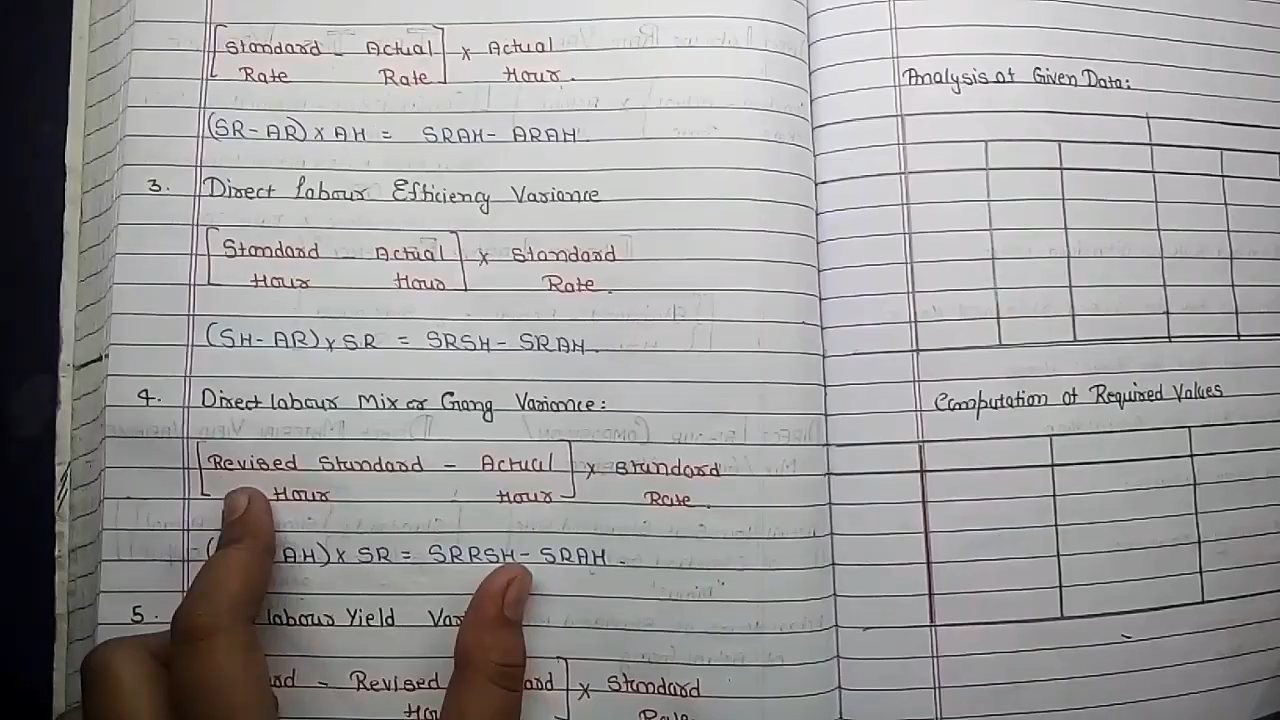 Standard - Actual × Actual
Rate Rate Hour.
(SR-AR) × AH = SRAH - ARAH
3. Direct Labour Efficiency Variance
Standard Actual × Standard
Hour Hour Rate.
(SH-AR) × SR = SRSH - SRAH
4. Direct labour Mix or Gang Variance:
Revised Standard - Actual × Standard
Hour Hour Rate.
AH) × SR = SRRSH - SRAH.
5. labour Yield
- Revised × Standard
Rate
Analysis of Given Data:
Computation of Required Values